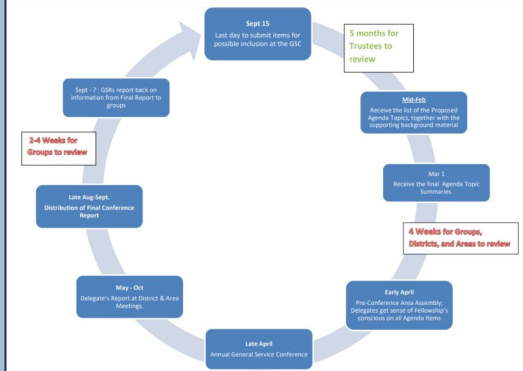 Sept 15
Last day to submit items for
possible inclusion at the GSC
5 months for
Trustees to
review
Mid-Feb
Receive the list of the Proposed
Agenda Topics, together with the
supporting background material
Mar 1
Receive the final Agenda Topic
Summaries.
4 Weeks for Groups,
Districts, and Areas to review
Early April
Pre-Conference Area Assembly;
Delegates get sense of Fellowship's
conscious on all Agenda Items
Late April
Annual General Service Conference
May - Oct
Delegate's Report at District & Area
Meetings.
Late Aug-Sept.
Distribution of Final Conference
Report
2-4 Weeks for
Groups to review
Sept - ? : GSRs report back on
information from Final Report to
groups